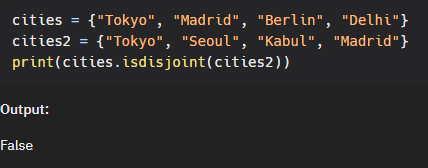 cities = {"Tokyo", "Madrid", "Berlin", "Delhi"}
cities2 = {"Tokyo", "Seoul", "Kabul", "Madrid"}
print(cities.isdisjoint(cities2))
Output:
False